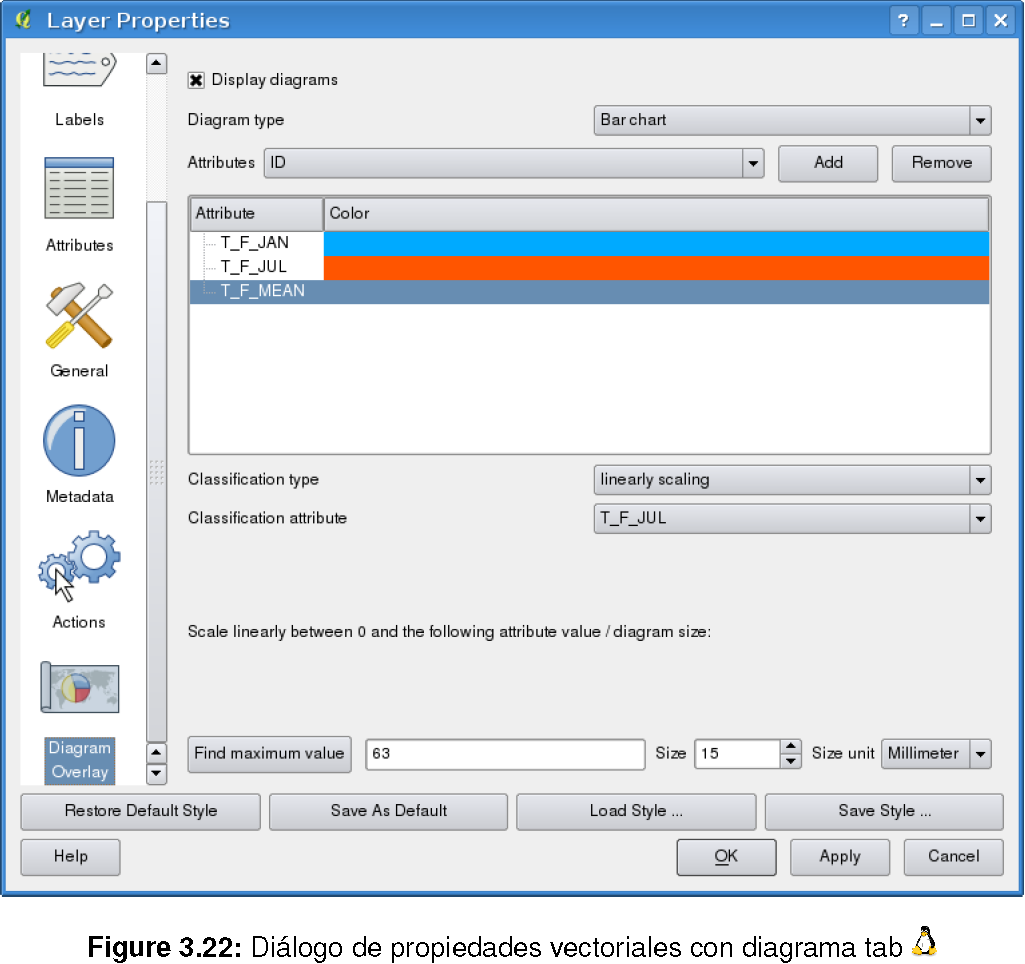 Layer Properties
?
Labels
Attributes
General
Metadata
Actions
Diagram
Overlay
Display diagrams
Diagram type
Bar chart
Attributes
ID
Add
Remove
Attribute
Color
T_F_JAN
T_F_JUL
T_F_MEAN
Classification type
linearly scaling
Classification attribute
T_F_JUL
Scale linearly between 0 and the following attribute value / diagram size:
Find maximum value
63
Size
15
Size unit
Millimeter
Restore Default Style
Save As Default
Load Style ...
Save Style ...
Help
OK
Apply
Cancel
Figure 3.22: Diálogo de propiedades vectoriales con diagrama tab